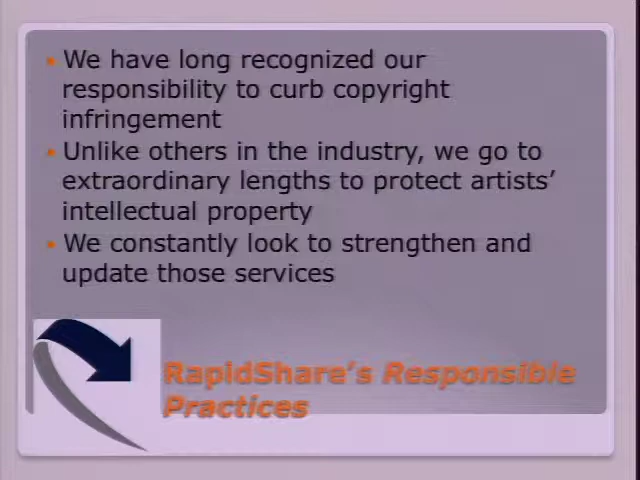 We have long recognized our
responsibility to curb copyright
infringement
Unlike others in the industry, we go to
extraordinary lengths to protect artists’
intellectual property
We constantly look to strengthen and
update those services
RapidShare’s Responsible
Practices